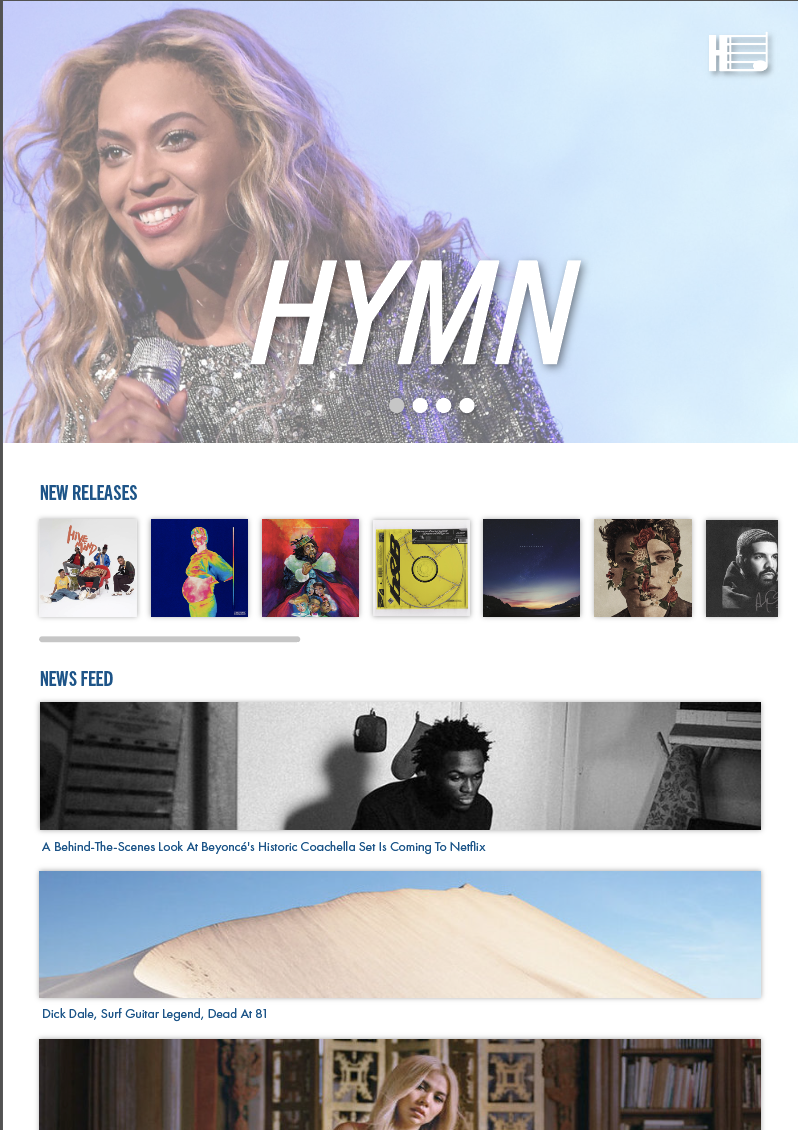 H
HYMN
NEW RELEASES
HIVE
MIND
NEWS FEED
A Behind-The-Scenes Look At Beyoncé's Historic Coachella Set Is Coming To Netflix
Dick Dale, Surf Guitar Legend, Dead At 81